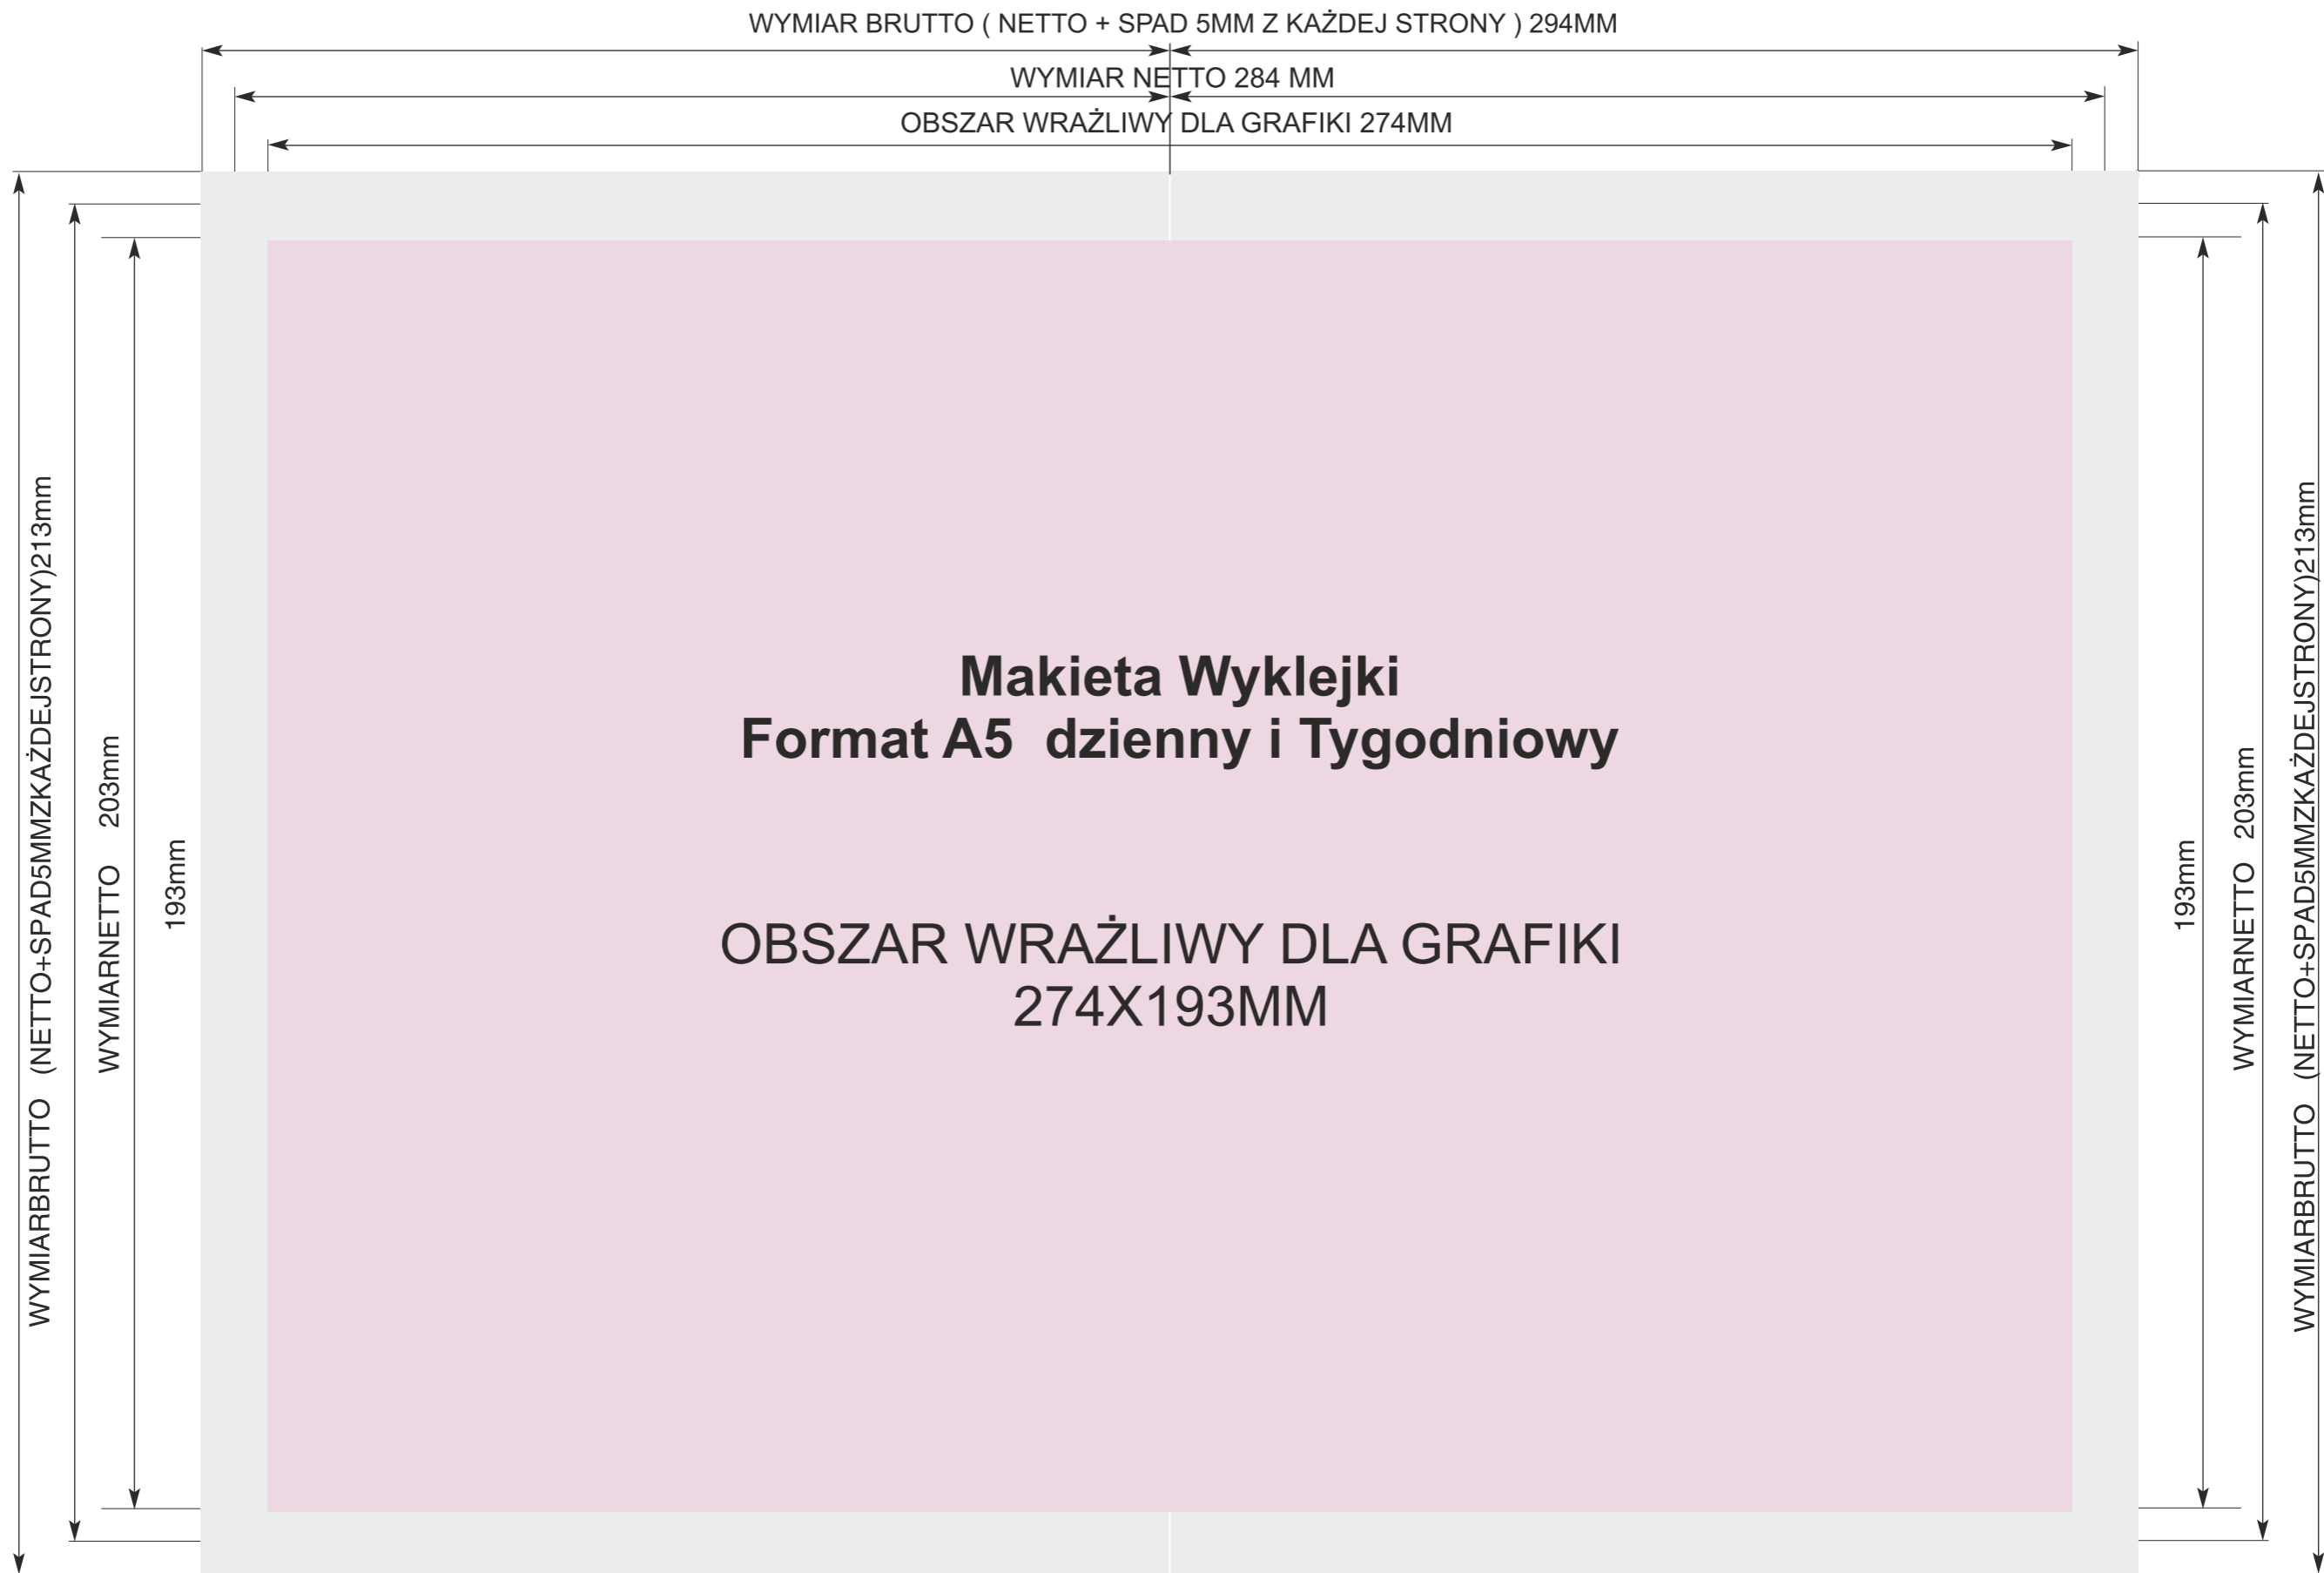 WYMIAR BRUTTO ( NETTO + SPAD 5MM Z KAŻDEJ STRONY ) 294MM
WYMIAR NETTO 284 MM
OBSZAR WRAŻLIWY DLA GRAFIKI 274MM
WYMIARBRUTTO (NETTO+SPAD5MMZKAŻDEJSTRONY)213mm
WYMIARNETTO 203mm
193mm
Makieta Wyklejki
Format A5 dzienny i Tygodniowy
OBSZAR WRAŻLIWY DLA GRAFIKI
274X193MM
193mm
WYMIARNETTO 203mm
WYMIARBRUTTO (NETTO+SPAD5MMZKAŻDEJSTRONY)213mm